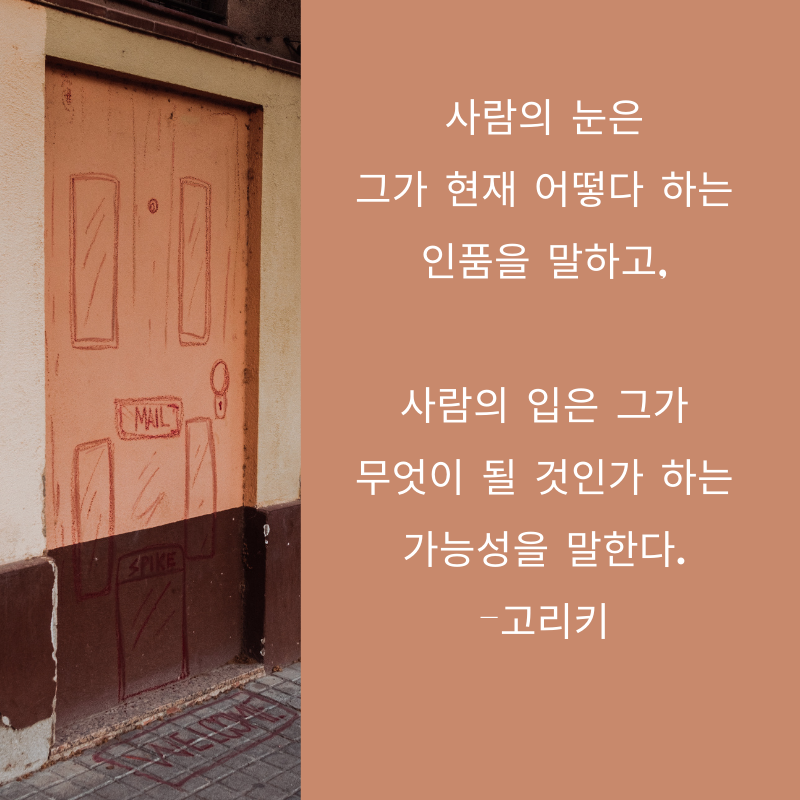 사람의 눈은
그가 현재 어떻다 하는
인품을 말하고,
사람의 입은 그가
무엇이 될 것인가 하는
가능성을 말한다.
-고리키
MAIL
SPIKE
WELCOME